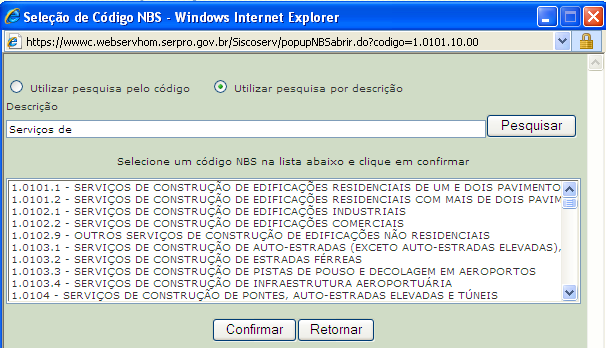 Seleção de Código NBS - Windows Internet Explorer
https://wwwc.webservhom.serpro.gov.br/Siscoserv/popupNBSabrir.do?codigo=1.0101.10.00
Utilizar pesquisa pelo código Utilizar pesquisa por descrição
Descrição
Serviços de Pesquisar
Selecione um código NBS na lista abaixo e clique em confirmar
1.0101.1 - SERVIÇOS DE CONSTRUÇÃO DE EDIFICAÇÕES RESIDENCIAIS DE UM E DOIS PAVIMENTO
1.0101.2 - SERVIÇOS DE CONSTRUÇÃO DE EDIFICAÇÕES RESIDENCIAIS COM MAIS DE DOIS PAVIM
1.0102.1 - SERVIÇOS DE CONSTRUÇÃO DE EDIFICAÇÕES INDUSTRIAIS
1.0102.2 - SERVIÇOS DE CONSTRUÇÃO DE EDIFICAÇÕES COMERCIAIS
1.0102.9 - OUTROS SERVIÇOS DE CONSTRUÇÃO DE EDIFICAÇÕES NÃO RESIDENCIAIS
1.0103.1 - SERVIÇOS DE CONSTRUÇÃO DE AUTO-ESTRADAS (EXCETO AUTO-ESTRADAS ELEVADAS),
1.0103.2 - SERVIÇOS DE CONSTRUÇÃO DE ESTRADAS FÉRREAS
1.0103.3 - SERVIÇOS DE CONSTRUÇÃO DE PISTAS DE POUSO E DECOLAGEM EM AEROPORTOS
1.0103.4 - SERVIÇOS DE CONSTRUÇÃO DE INFRAESTRUTURA AEROPORTUÁRIA
1.0104 - SERVIÇOS DE CONSTRUÇÃO DE PONTES, AUTO-ESTRADAS ELEVADAS E TÚNEIS
Confirmar Retornar